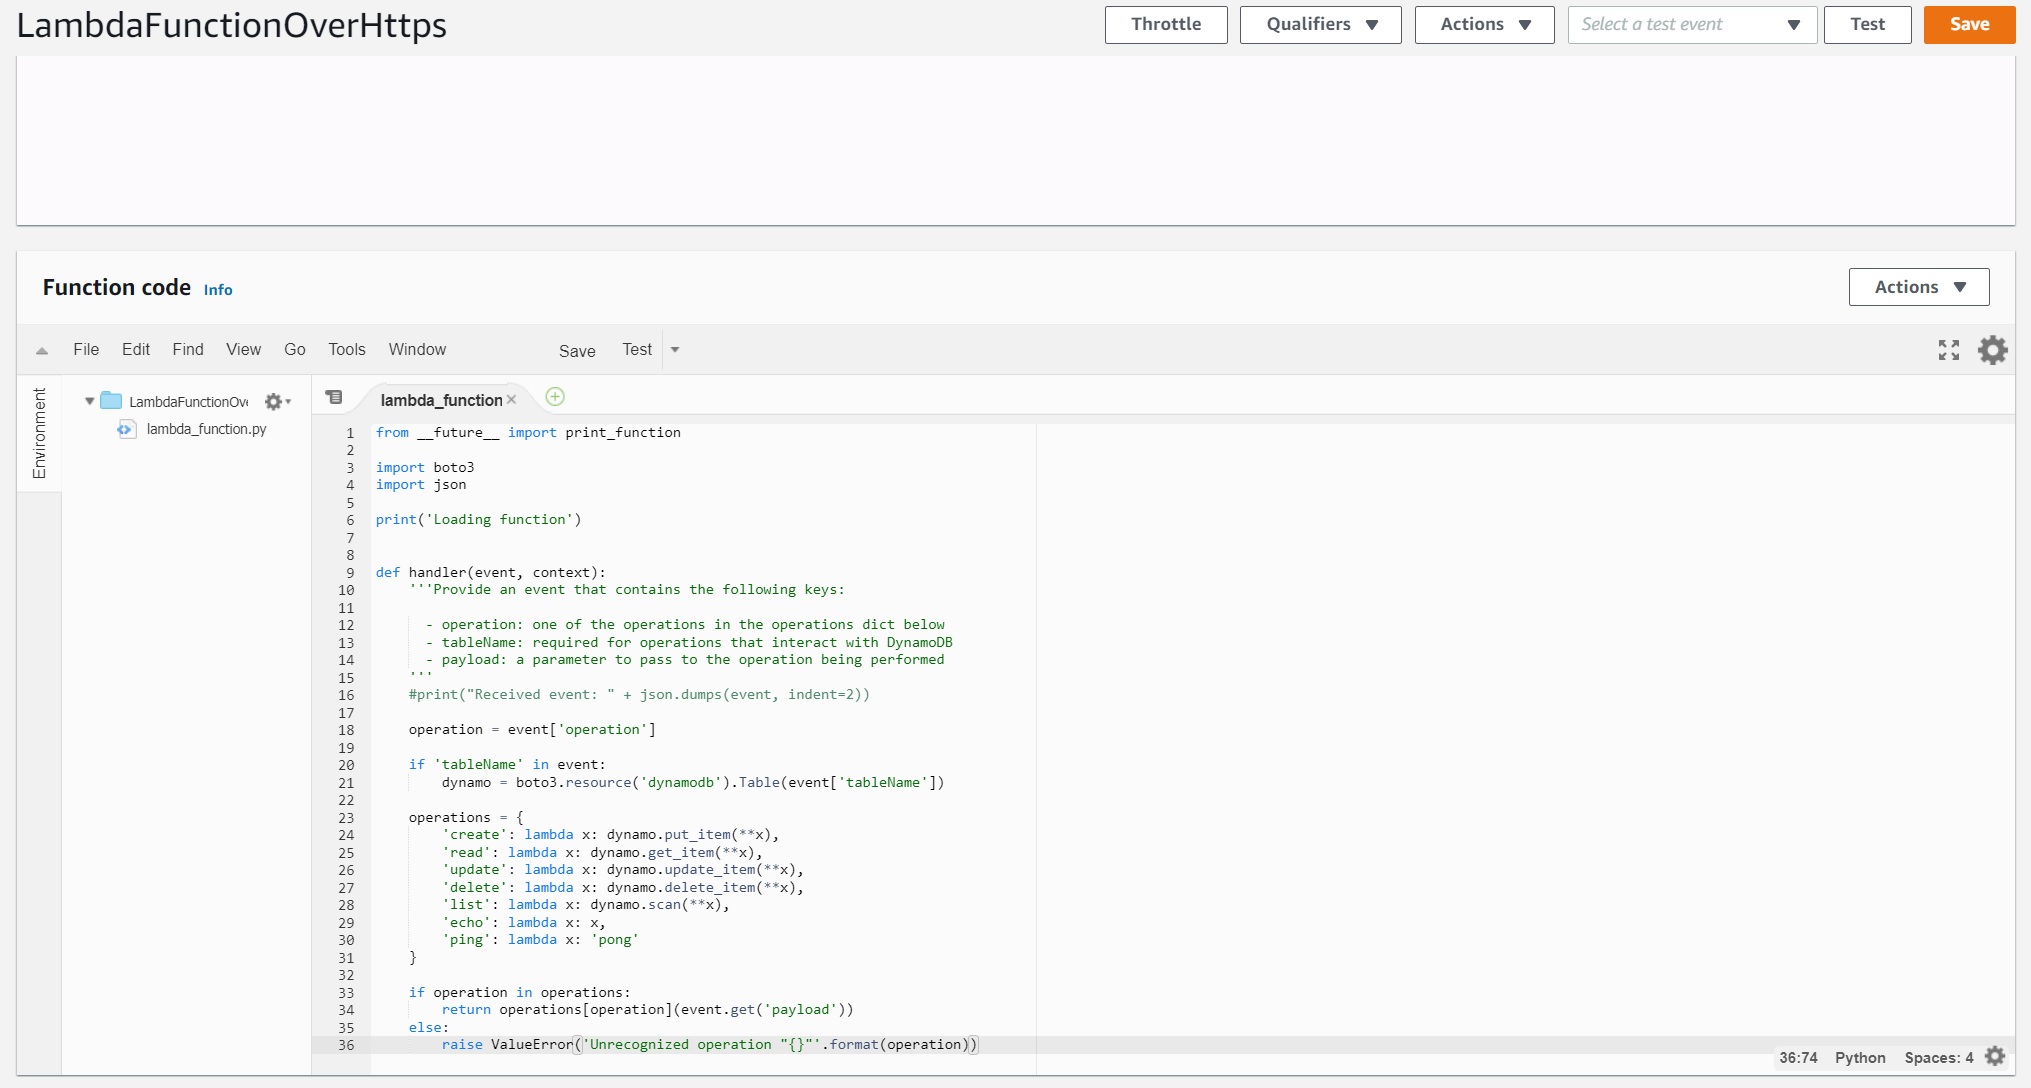 LambdaFunctionOverHttps
Throttle Qualifiers Actions Select a test event Test Save
Function code Info
Actions
File Edit Find View Go Tools Window Save Test
Environment
LambdaFunctionOve
lambda_function.py
lambda_function
1 from __future__ import print_function
2
3 import boto3
4 import json
5
6 print('Loading function')
7
8
9 def handler(event, context):
10     '''Provide an event that contains the following keys:
11
12       - operation: one of the operations in the operations dict below
13       - tableName: required for operations that interact with DynamoDB
14       - payload: a parameter to pass to the operation being performed
15     '''
16     #print("Received event: " + json.dumps(event, indent=2))
17
18     operation = event['operation']
19
20     if 'tableName' in event:
21         dynamo = boto3.resource('dynamodb').Table(event['tableName'])
22
23     operations = {
24         'create': lambda x: dynamo.put_item(**x),
25         'read': lambda x: dynamo.get_item(**x),
26         'update': lambda x: dynamo.update_item(**x),
27         'delete': lambda x: dynamo.delete_item(**x),
28         'list': lambda x: dynamo.scan(**x),
29         'echo': lambda x: x,
30         'ping': lambda x: 'pong'
31     }
32
33     if operation in operations:
34         return operations[operation](event.get('payload'))
35     else:
36         raise ValueError('Unrecognized operation "{}"'.format(operation))
36:74 Python Spaces: 4